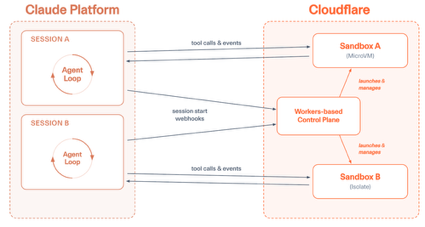 Claude Platform
Cloudflare
SESSION A
Agent
Loop
tool calls & events
Sandbox A
(MicroVM)
launches &
manages
session start
webhooks
Workers-based
Control Plane
SESSION B
Agent
Loop
launches &
manages
tool calls & events
Sandbox B
(Isolate)